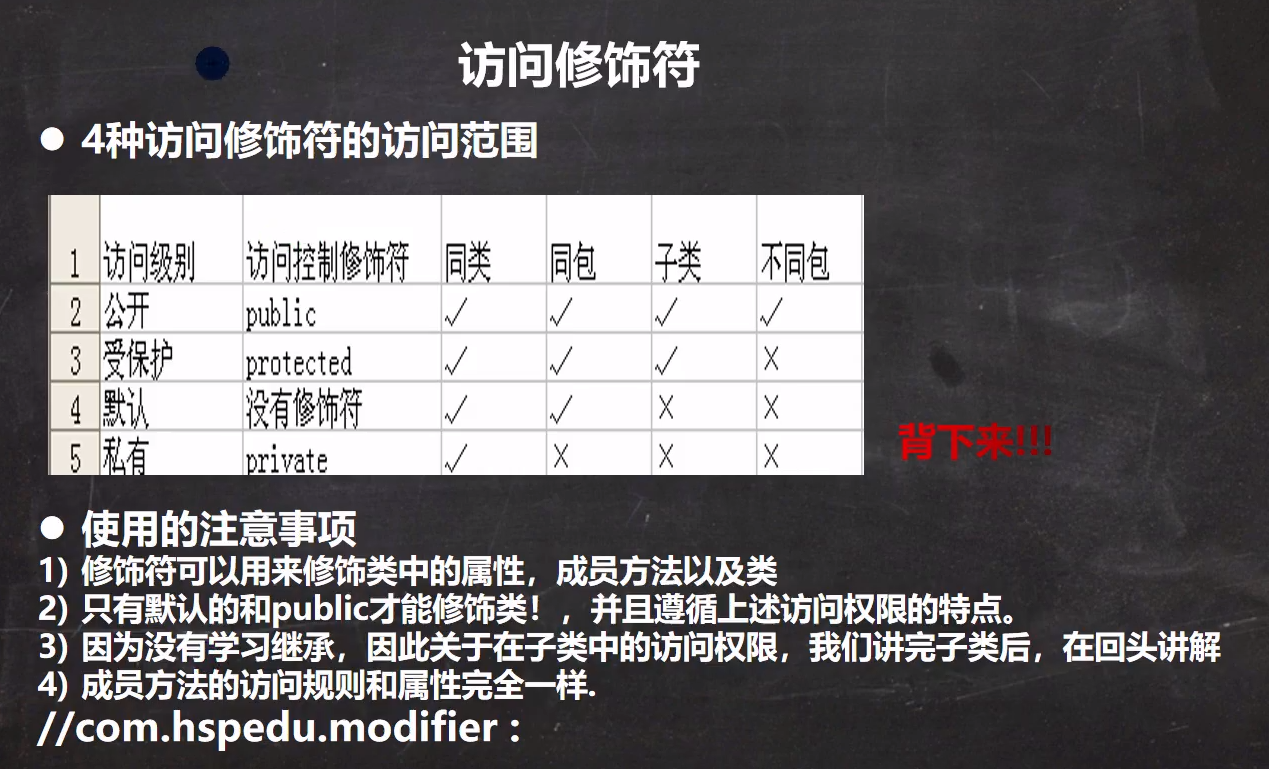 访问修饰符
● 4种访问修饰符的访问范围
1 访问级别 访问控制修饰符 同类 同包 子类 不同包
2 公开 public √ √ √ √
3 受保护 protected √ √ √ ×
4 默认 没有修饰符 √ √ × ×
5 私有 private √ × × ×
背下来!!!
● 使用的注意事项
1) 修饰符可以用来修饰类中的属性，成员方法以及类
2) 只有默认的和public才能修饰类！，并且遵循上述访问权限的特点。
3) 因为没有学习继承，因此关于在子类中的访问权限，我们讲完子类后，在回头讲解
4) 成员方法的访问规则和属性完全一样.
//com.hspedu.modifier :